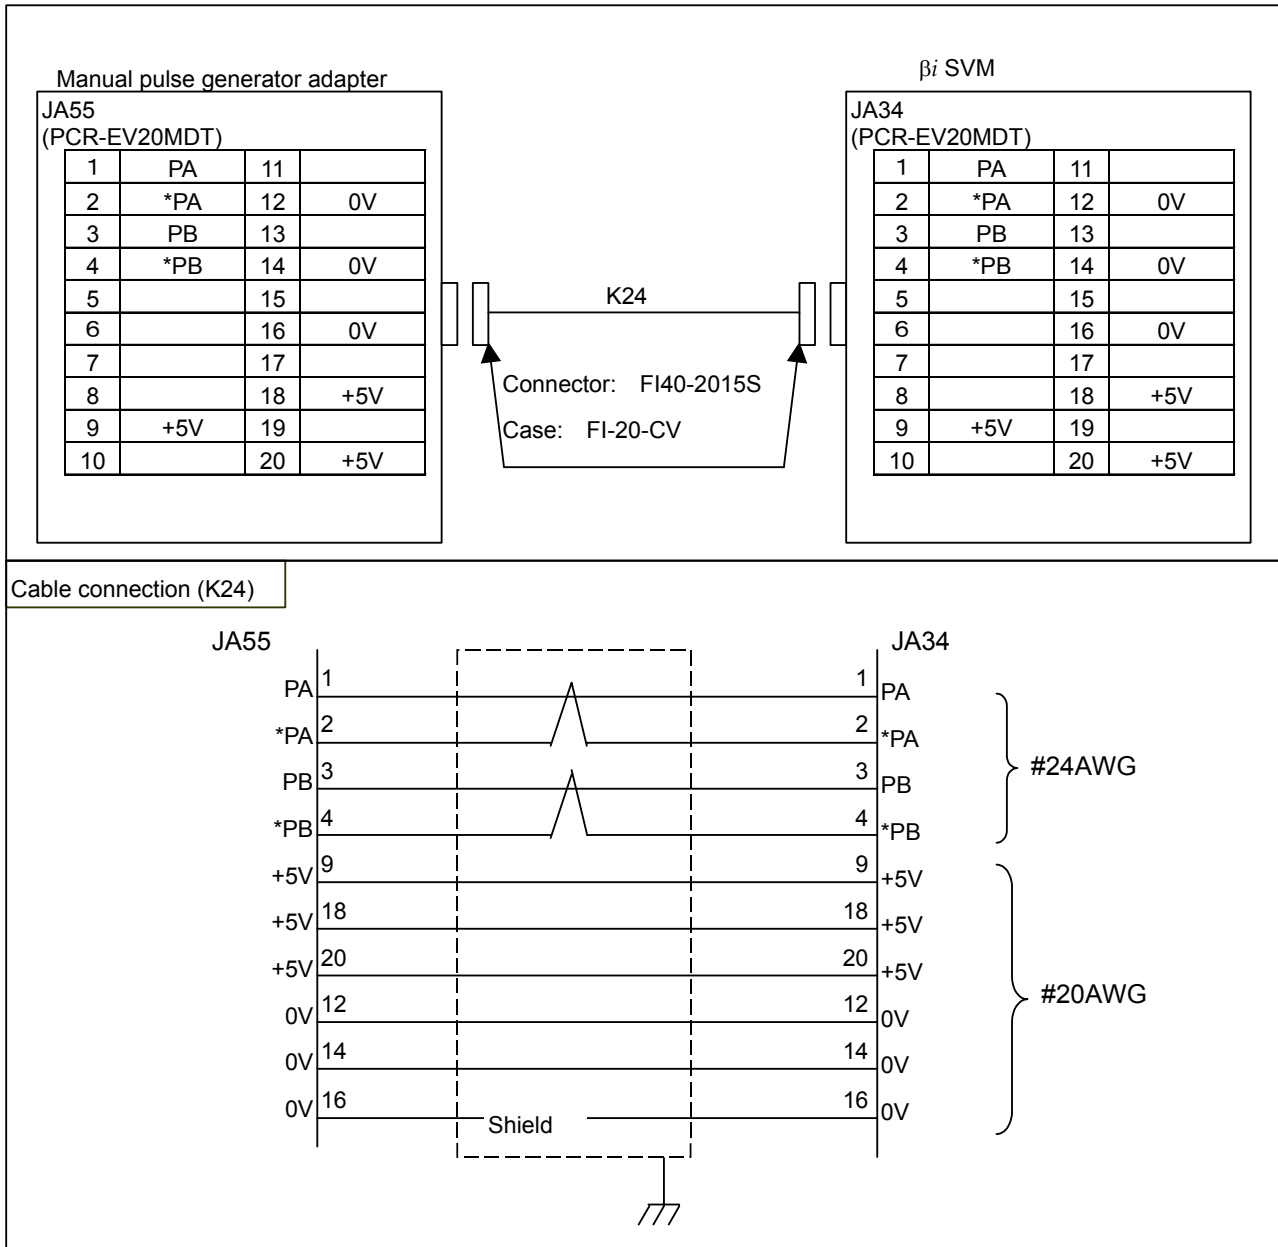 Manual pulse generator adapter
βi SVM
JA55
(PCR-EV20MDT)
1 PA 11
2 *PA 12 0V
3 PB 13
4 *PB 14 0V
5 15
6 16 0V
7 17
8 18 +5V
9 +5V 19
10 20 +5V
K24
Connector: FI40-2015S
Case: FI-20-CV
JA34
(PCR-EV20MDT)
1 PA 11
2 *PA 12 0V
3 PB 13
4 *PB 14 0V
5 15
6 16 0V
7 17
8 18 +5V
9 +5V 19
10 20 +5V
Cable connection (K24)
JA55 JA34
PA 1 1 PA
*PA 2 2 *PA
PB 3 3 PB
*PB 4 4 *PB
#24AWG
+5V 9 9 +5V
+5V 18 18 +5V
+5V 20 20 +5V
0V 12 12 0V
0V 14 14 0V
0V 16 16 0V
#20AWG
Shield